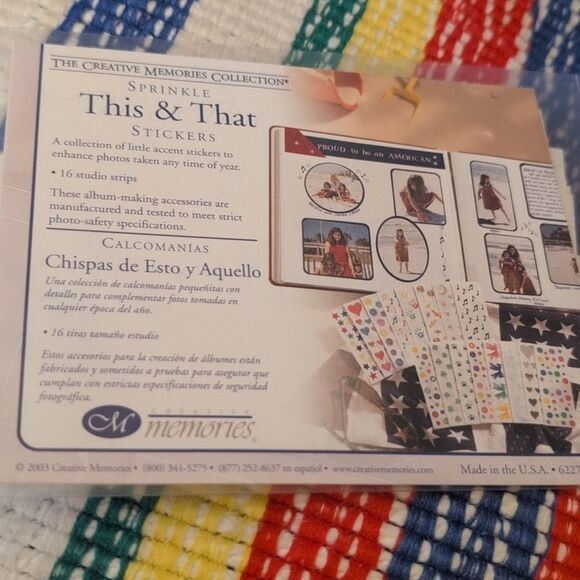 THE CREATIVE MEMORIES COLLECTION®
SPRINKLE
This & That
STICKERS
A collection of little accent stickers to
enhance photos taken any time of year.
• 16 studio strips
These album-making accessories are
manufactured and tested to meet strict
photo-safety specifications.
CALCOMANÍAS
Chispas de Esto y Aquello
Una colección de calcomanías pequeñitas con
detalles para complementar fotos tomadas en
cualquier época del año.
• 16 tiras tamaño estudio
Estos accesorios para la creación de álbumes están
fabricados y sometidos a pruebas para asegurar que
cumplan con estrictas especificaciones de seguridad
fotográfica.
M
CREATIVE
memories®
PROUD to be an AMERICAN
© 2003 Creative Memories • (800) 341-5275 • (877) 252-8637 en español • www.creativememories.com
Made in the U.S.A. • 6227